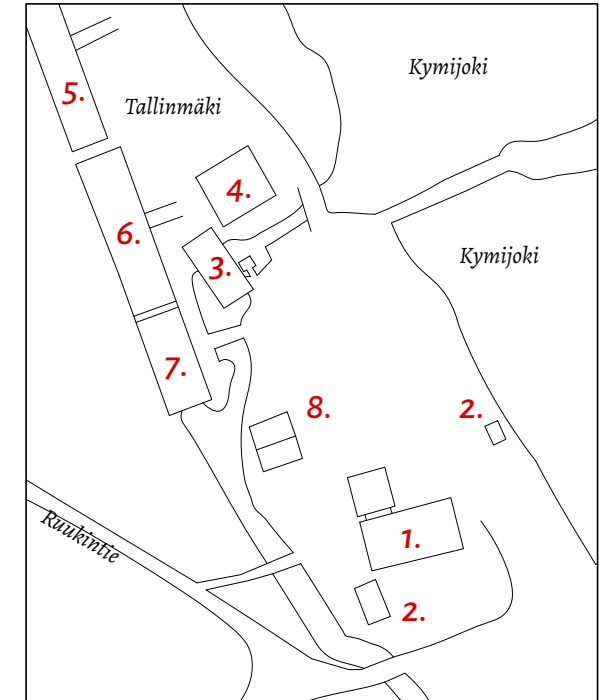 Kymijoki
5.
Tallinmäki
4.
6.
3.
Kymijoki
7.
8.
2.
Ruukintie
1.
2.